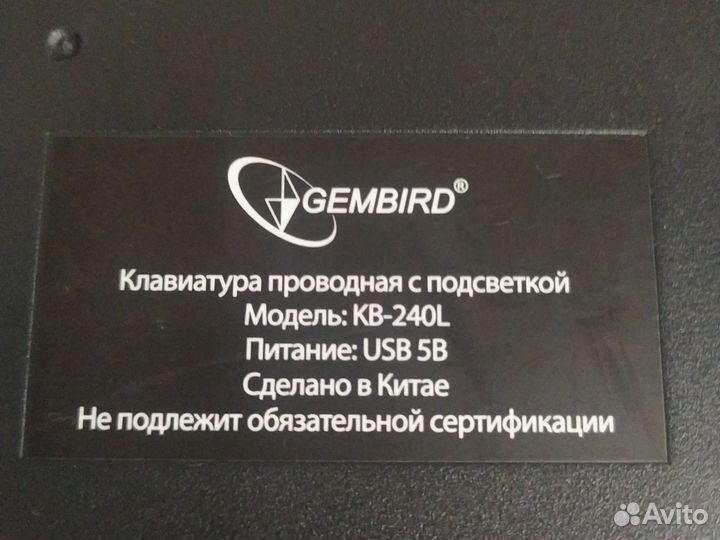 GEMBIRD®
Клавиатура проводная с подсветкой
Модель: KB-240L
Питание: USB 5В
Сделано в Китае
Не подлежит обязательной сертификации
Avito